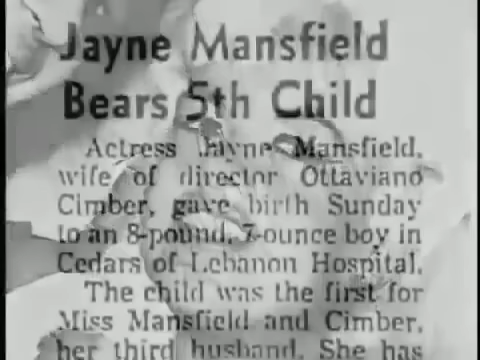 Jayne Mansfield
Bears 5th Child
Actress Jayne Mansfield,
wife of director Ottaviano
Cimber, gave birth Sunday
to an 8-pound, 7-ounce boy in
Cedars of Lebanon Hospital.
The child was the first for
Miss Mansfield and Cimber,
her third husband. She has